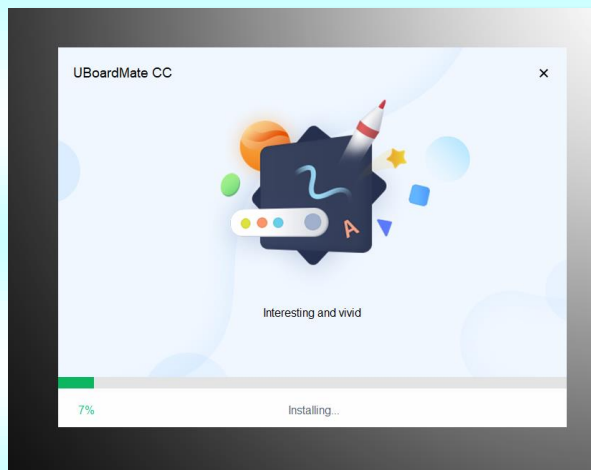 UBoardMate CC
A
Interesting and vivid
7%
Installing...